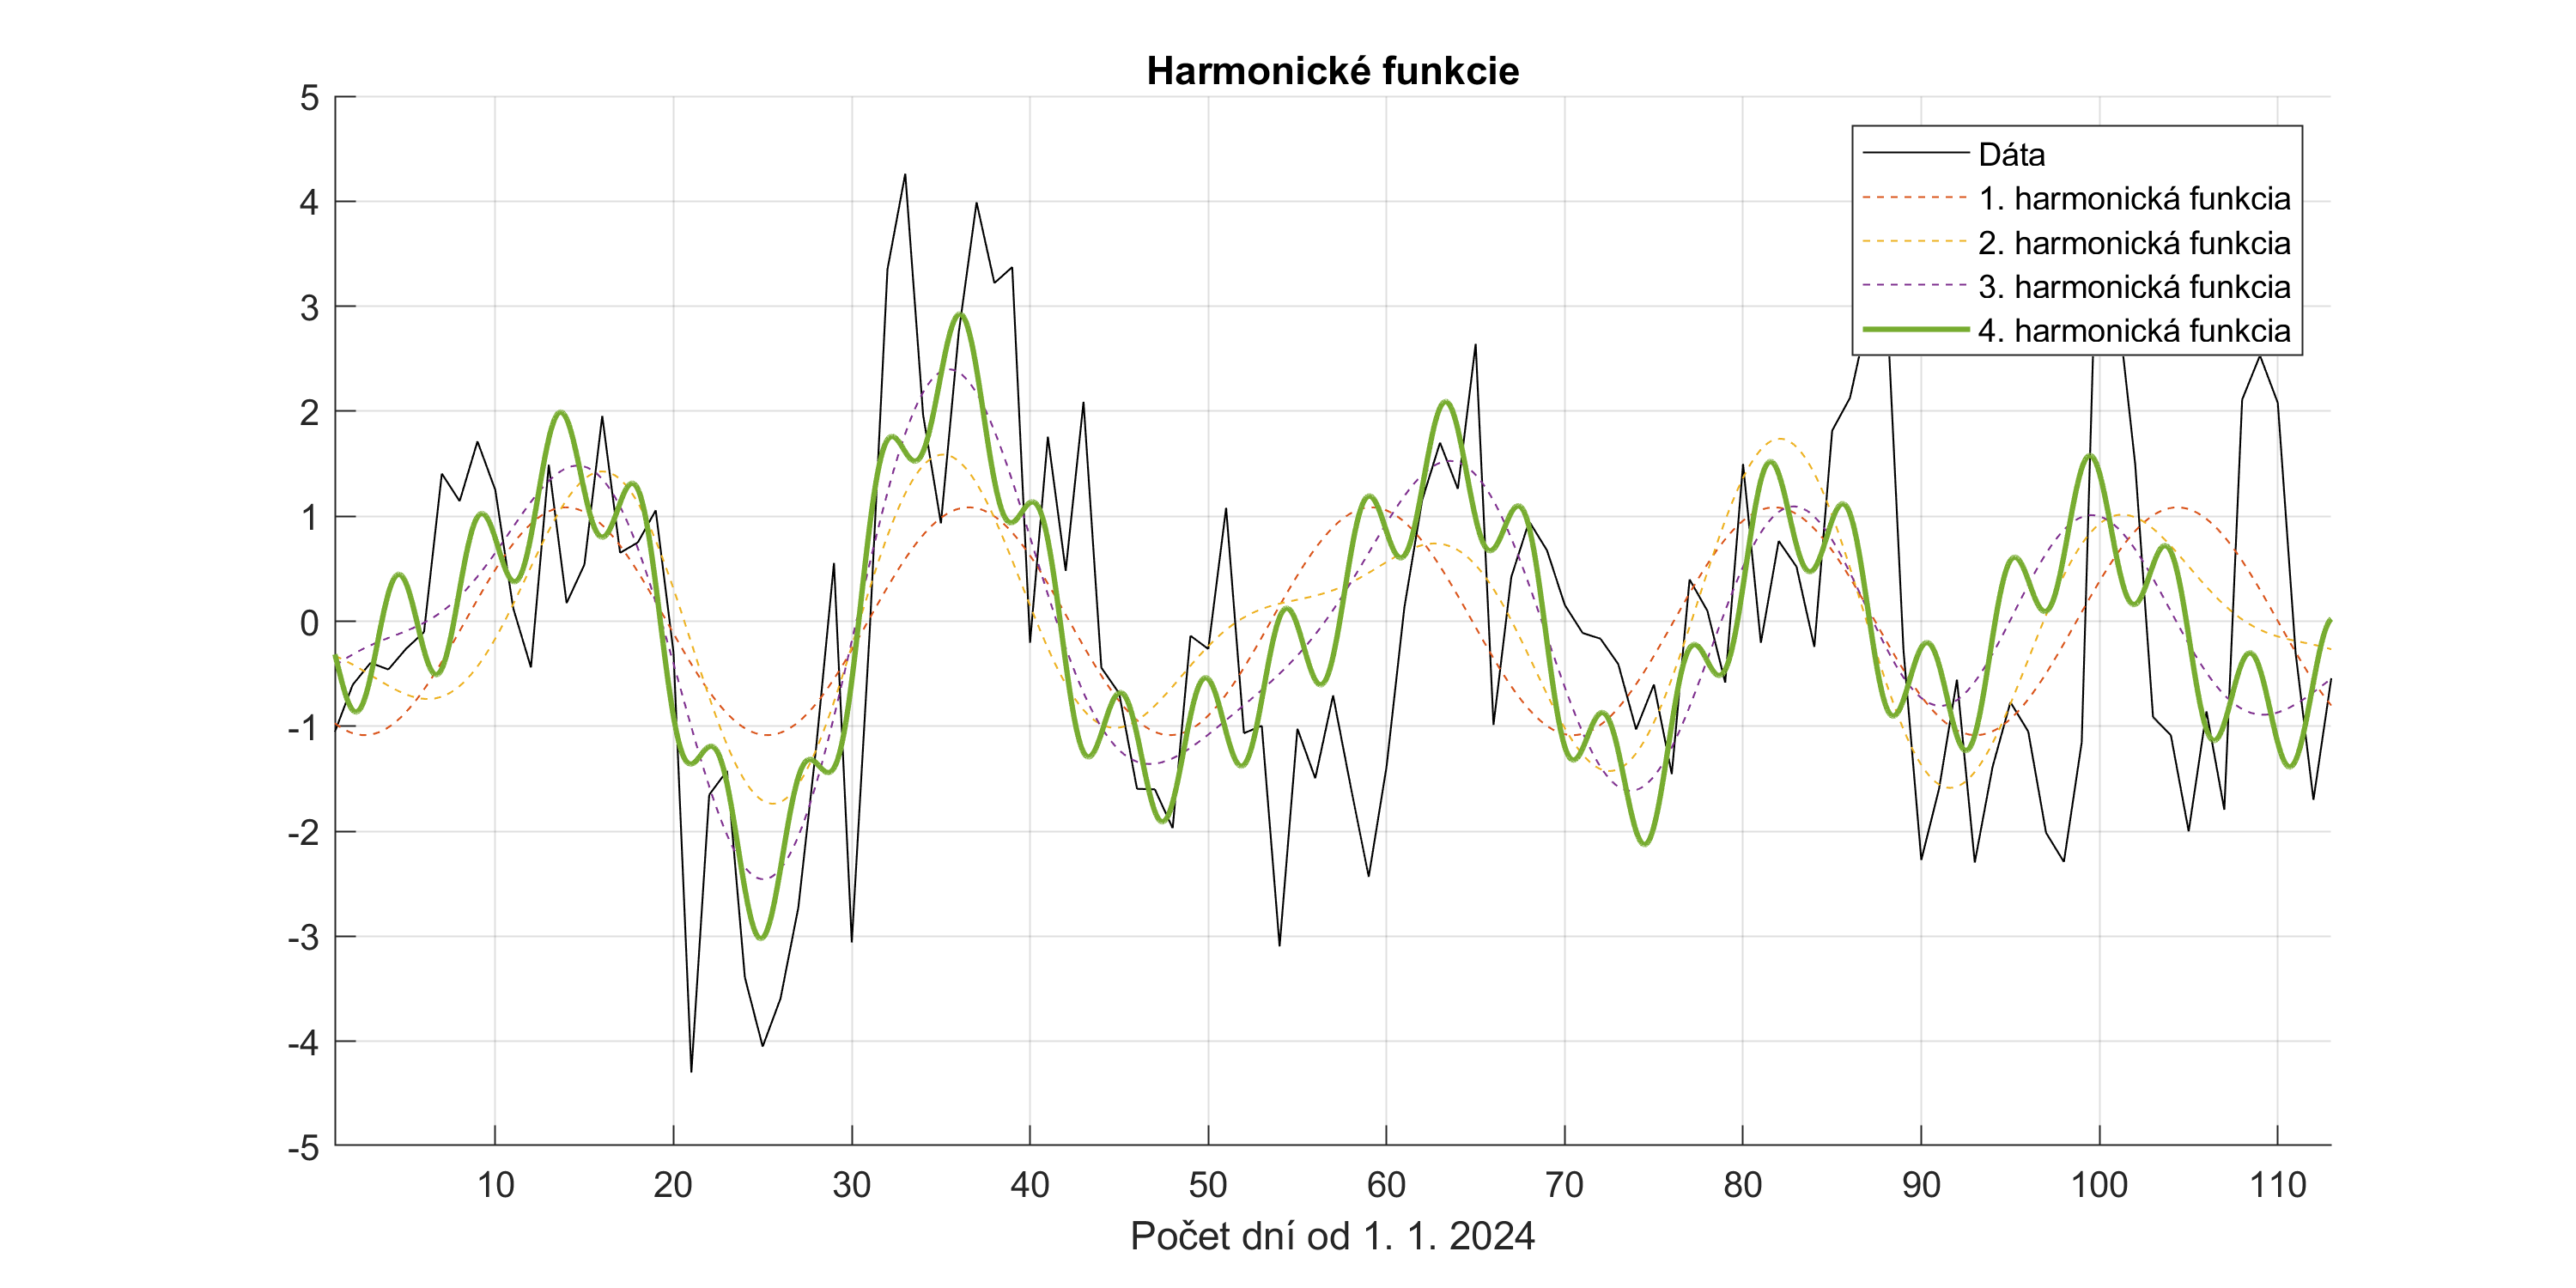 Harmonické funkcie
5
4
3
2
1
0
-1
-2
-3
-4
-5
Dáta
1. harmonická funkcia
2. harmonická funkcia
3. harmonická funkcia
4. harmonická funkcia
10 20 30 40 50 60 70 80 90 100 110
Počet dní od 1. 1. 2024